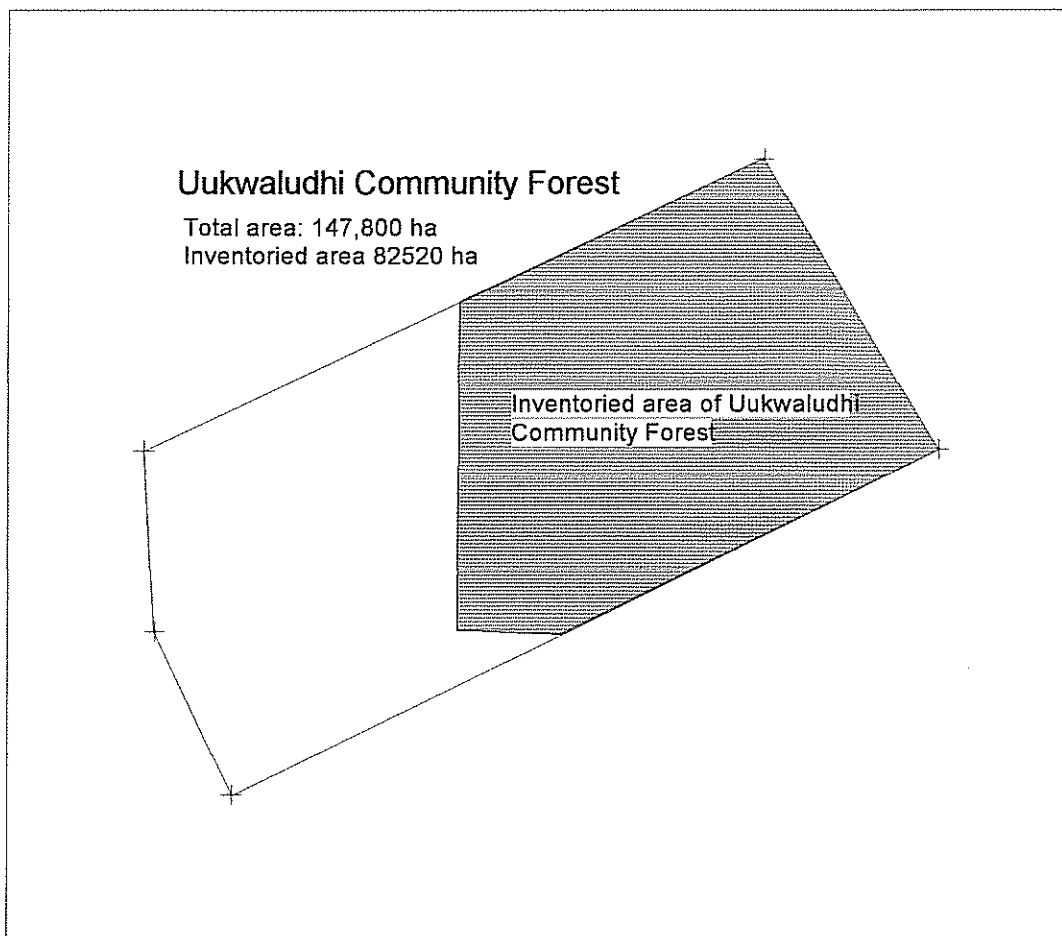 Uukwaludhi Community Forest
Total area: 147,800 ha
Inventoried area 82520 ha
Inventoried area of Uukwaludhi
Community Forest